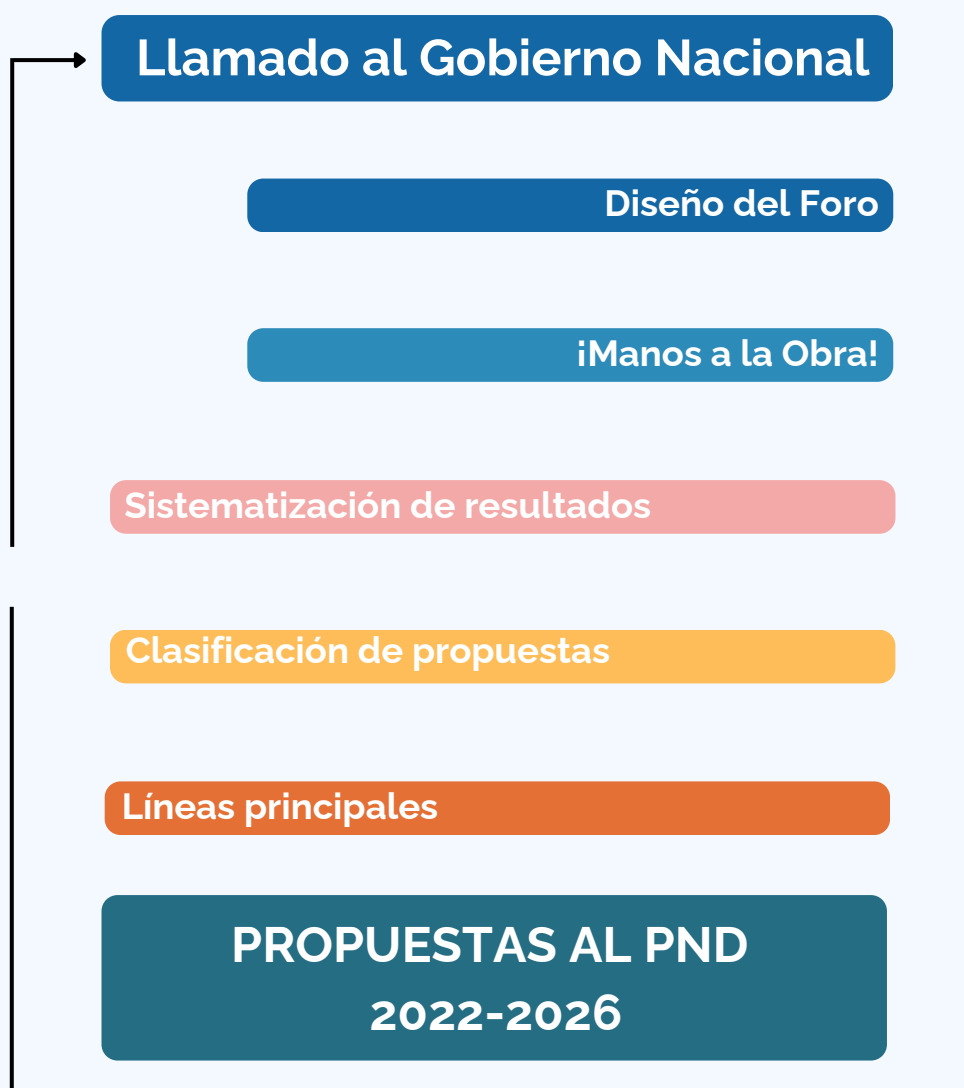 Llamado al Gobierno Nacional
Diseño del Foro
¡Manos a la Obra!
Sistematización de resultados
Clasificación de propuestas
Líneas principales
PROPUESTAS AL PND
2022-2026